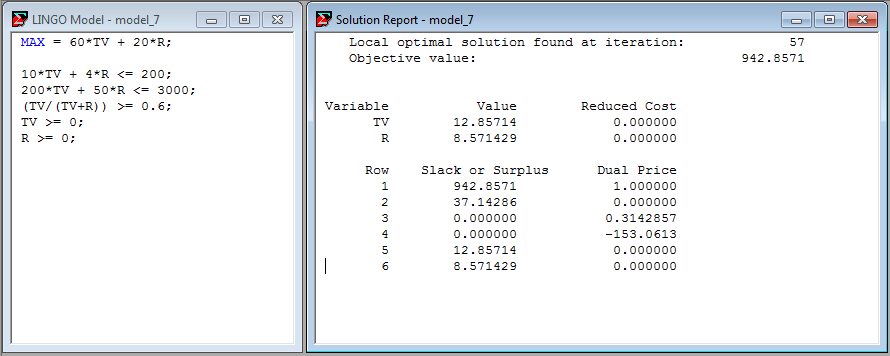 LINGO Model - model_7
MAX = 60*TV + 20*R;
10*TV + 4*R <= 200;
200*TV + 50*R <= 3000;
(TV/(TV+R)) >= 0.6;
TV >= 0;
R >= 0;
Solution Report - model_7
Local optimal solution found at iteration: 57
Objective value: 942.8571
Variable Value Reduced Cost
TV 12.85714 0.000000
R 8.571429 0.000000
Row Slack or Surplus Dual Price
1 942.8571 1.000000
2 37.14286 0.000000
3 0.000000 0.3142857
4 0.000000 -153.0613
5 12.85714 0.000000
6 8.571429 0.000000